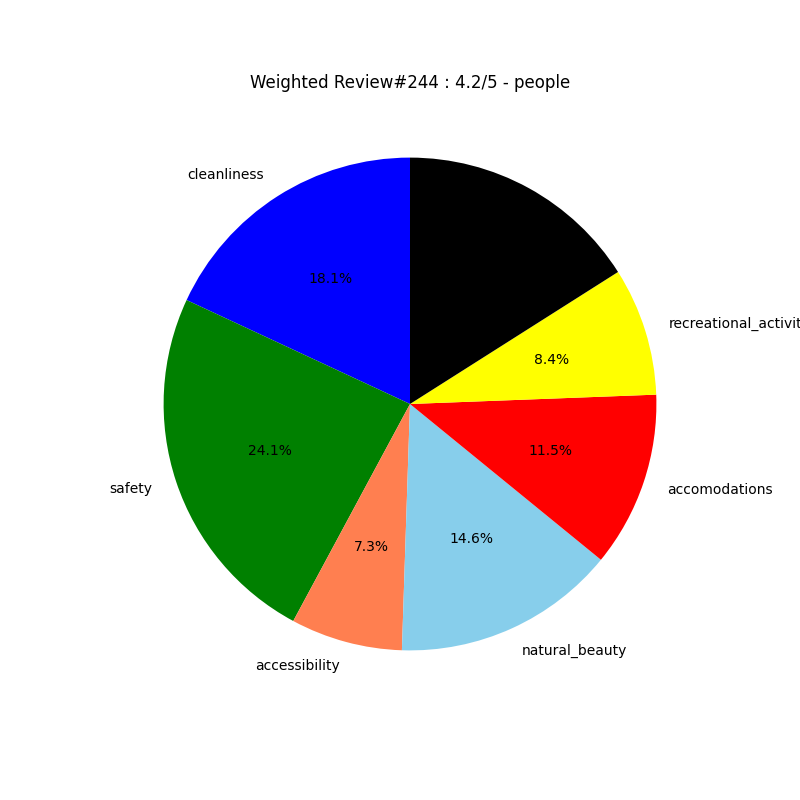 Weighted Review#244 : 4.2/5 - people
cleanliness
18.1%
recreational_activit
8.4%
24.1%
11.5%
safety
accomodations
7.3%
14.6%
accessibility
natural_beauty